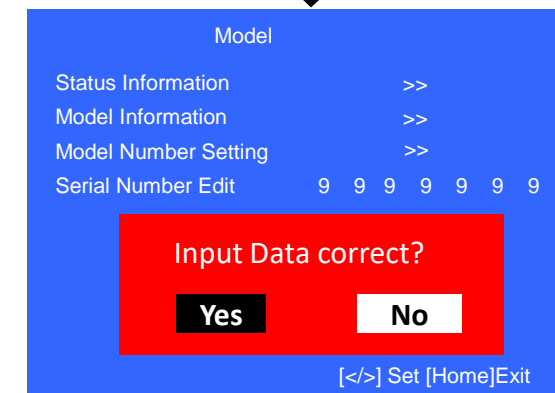 Model
Status Information >>
Model Information >>
Model Number Setting >>
Serial Number Edit 9 9 9 9 9 9 9
Input Data correct?
Yes No
[</>] Set [Home]Exit